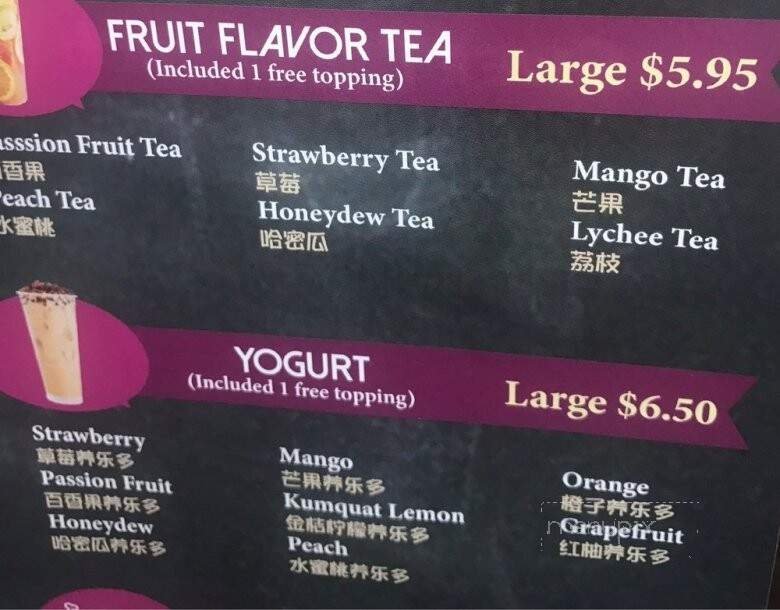 FRUIT FLAVOR TEA
(Included 1 free topping)
Large $5.95
asssion Fruit Tea
百香果
Peach Tea
水蜜桃
Strawberry Tea
草莓
Honeydew Tea
哈密瓜
Mango Tea
芒果
Lychee Tea
荔枝
YOGURT
(Included 1 free topping)
Large $6.50
Strawberry
草莓养乐多
Passion Fruit
百香果养乐多
Honeydew
哈密瓜养乐多
Mango
芒果养乐多
Kumquat Lemon
金桔柠檬养乐多
Peach
水蜜桃养乐多
Orange
橙子养乐多
Grapefruit
红柚养乐多
menupix